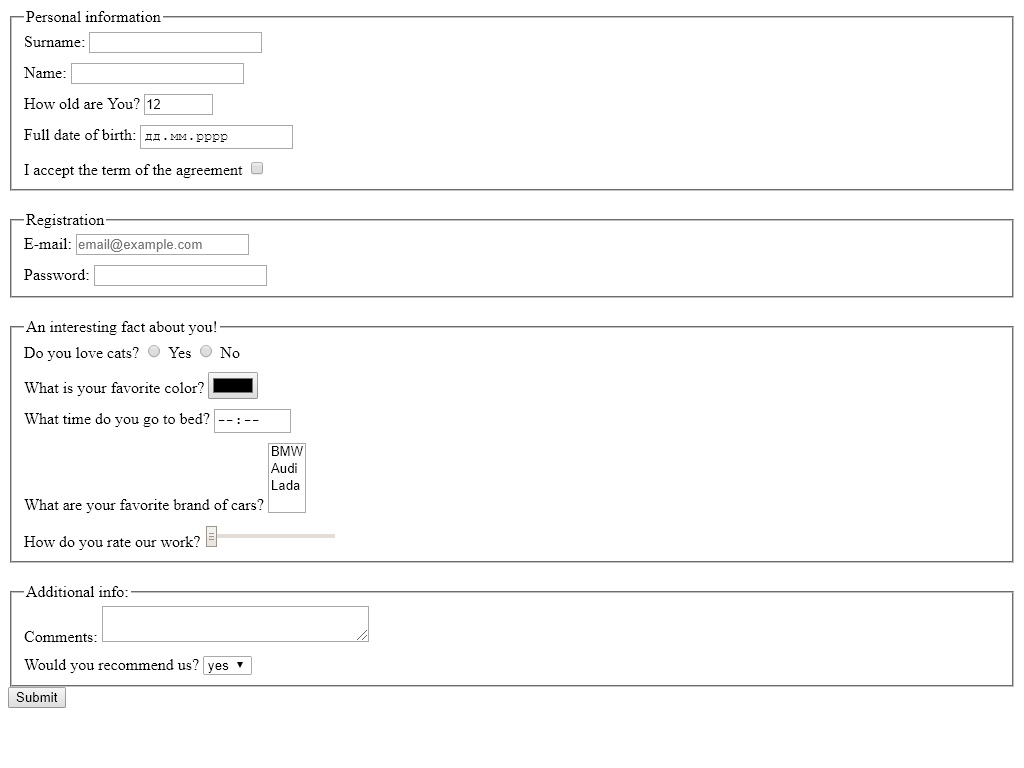 Personal information
Surname:
Name:
How old are You? 12
Full date of birth: дд.мм.рррр
I accept the term of the agreement
Registration
E-mail: email@example.com
Password:
An interesting fact about you!
Do you love cats? Yes No
What is your favorite color?
What time do you go to bed? --:--
BMW
Audi
Lada
What are your favorite brand of cars?
How do you rate our work?
Additional info:
Comments:
Would you recommend us? yes
Submit